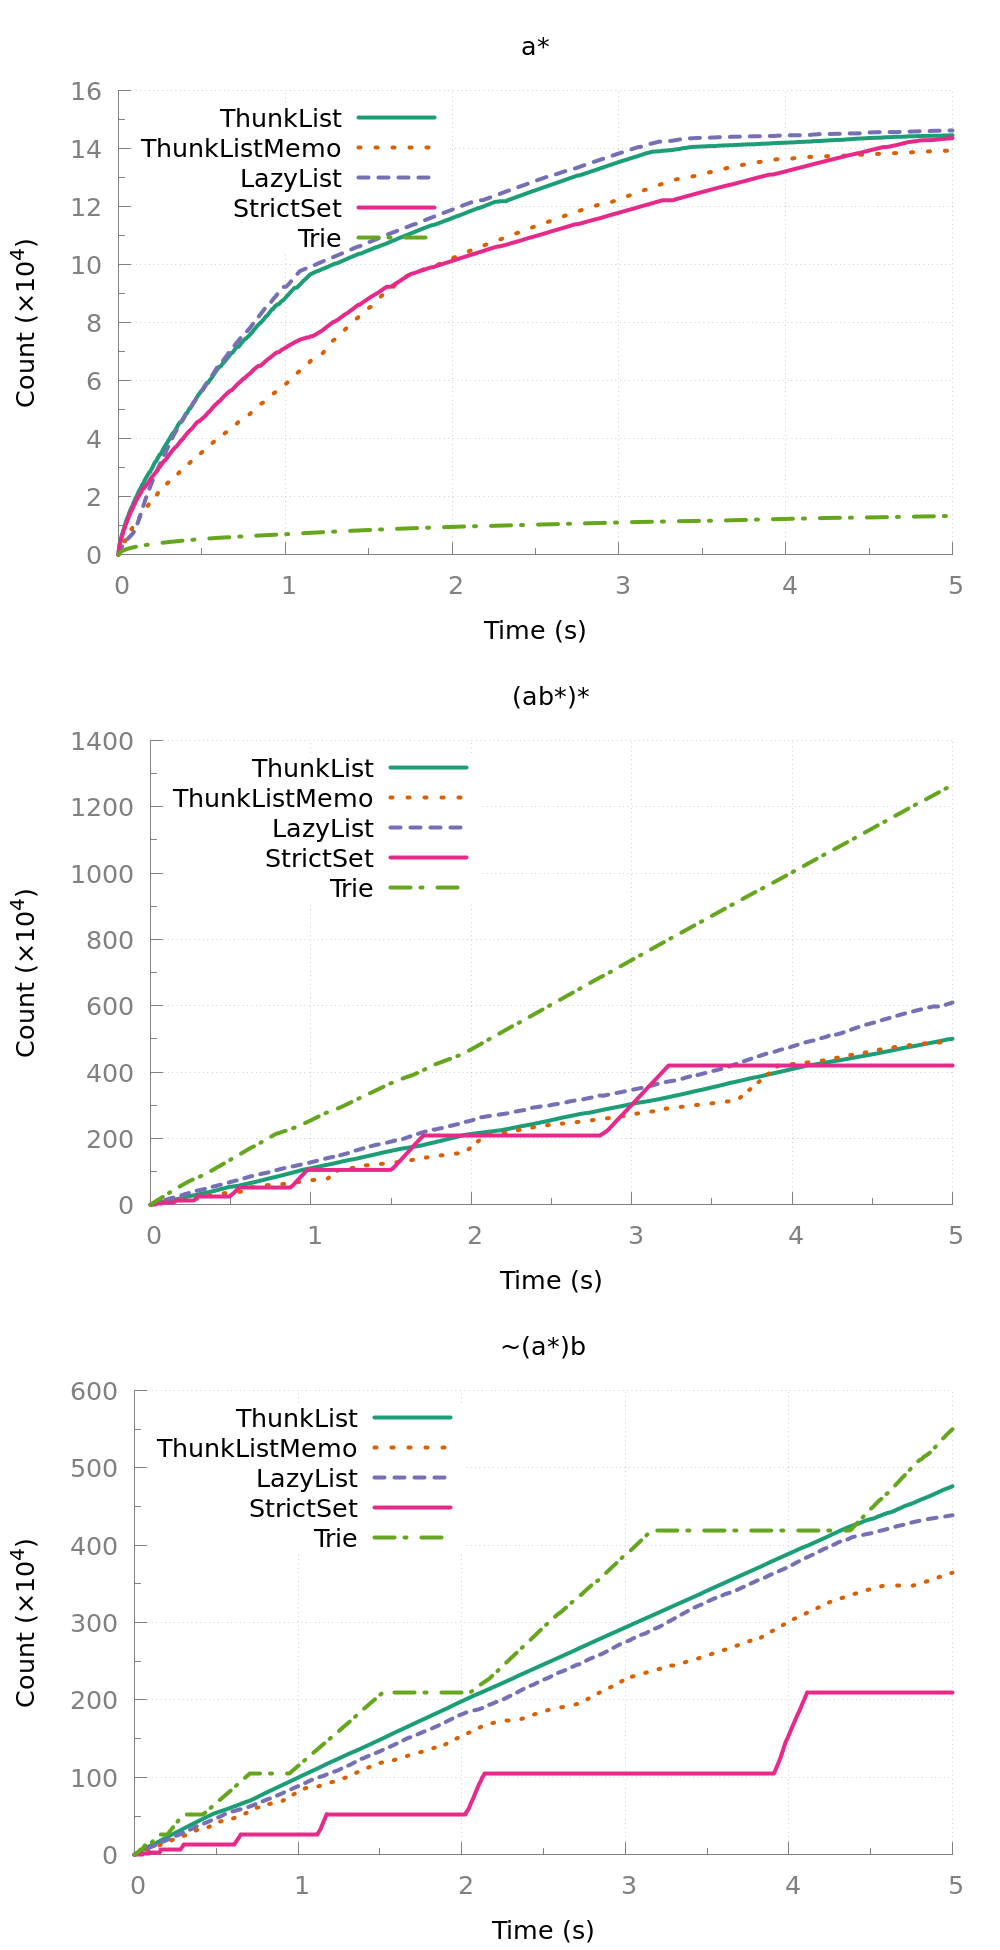 a*
16
14
12
10
8
6
4
2
0
Count (×10⁴)
ThunkList
ThunkListMemo
LazyList
StrictSet
Trie
0 1 2 3 4 5
Time (s)
(ab*)*
1400
1200
1000
800
600
400
200
0
Count (×10⁴)
ThunkList
ThunkListMemo
LazyList
StrictSet
Trie
0 1 2 3 4 5
Time (s)
~(a*)b
600
500
400
300
200
100
0
Count (×10⁴)
ThunkList
ThunkListMemo
LazyList
StrictSet
Trie
0 1 2 3 4 5
Time (s)